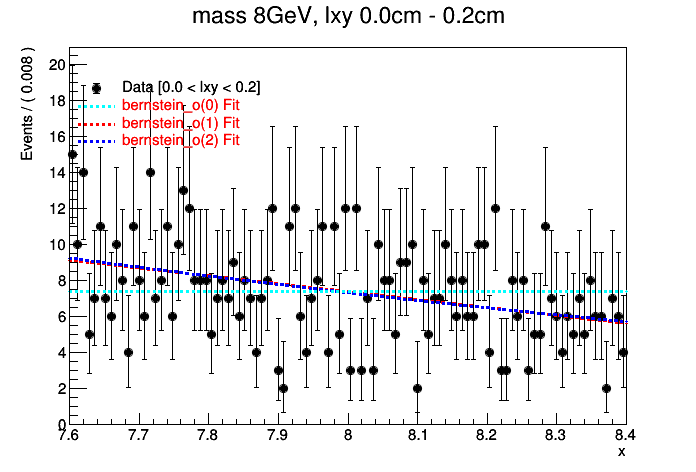 mass 8GeV, lxy 0.0cm - 0.2cm
Events / ( 0.008 )
20
18
16
14
12
10
8
6
4
2
0
Data [0.0 < lxy < 0.2]
bernstein_o(0) Fit
bernstein_o(1) Fit
bernstein_o(2) Fit
7.6 7.7 7.8 7.9 8 8.1 8.2 8.3 8.4
x